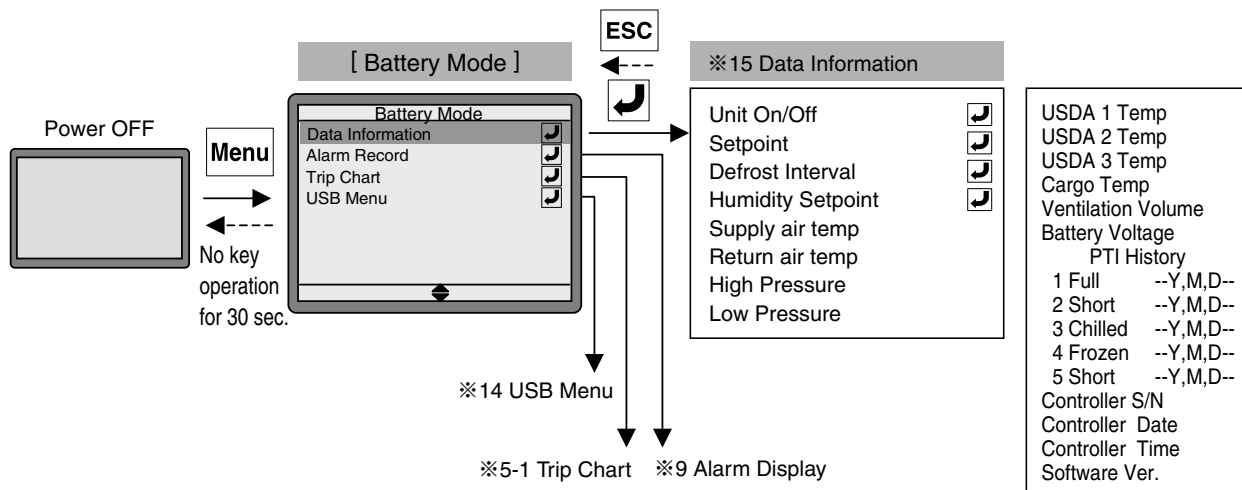 Power OFF
Menu
No key
operation
for 30 sec.
[ Battery Mode ]
Battery Mode
Data Information
Alarm Record
Trip Chart
USB Menu
ESC
※15 Data Information
Unit On/Off
Setpoint
Defrost Interval
Humidity Setpoint
Supply air temp
Return air temp
High Pressure
Low Pressure
USDA 1 Temp
USDA 2 Temp
USDA 3 Temp
Cargo Temp
Ventilation Volume
Battery Voltage
PTI History
1 Full --Y,M,D--
2 Short --Y,M,D--
3 Chilled --Y,M,D--
4 Frozen --Y,M,D--
5 Short --Y,M,D--
Controller S/N
Controller Date
Controller Time
Software Ver.
※14 USB Menu
※5-1 Trip Chart
※9 Alarm Display